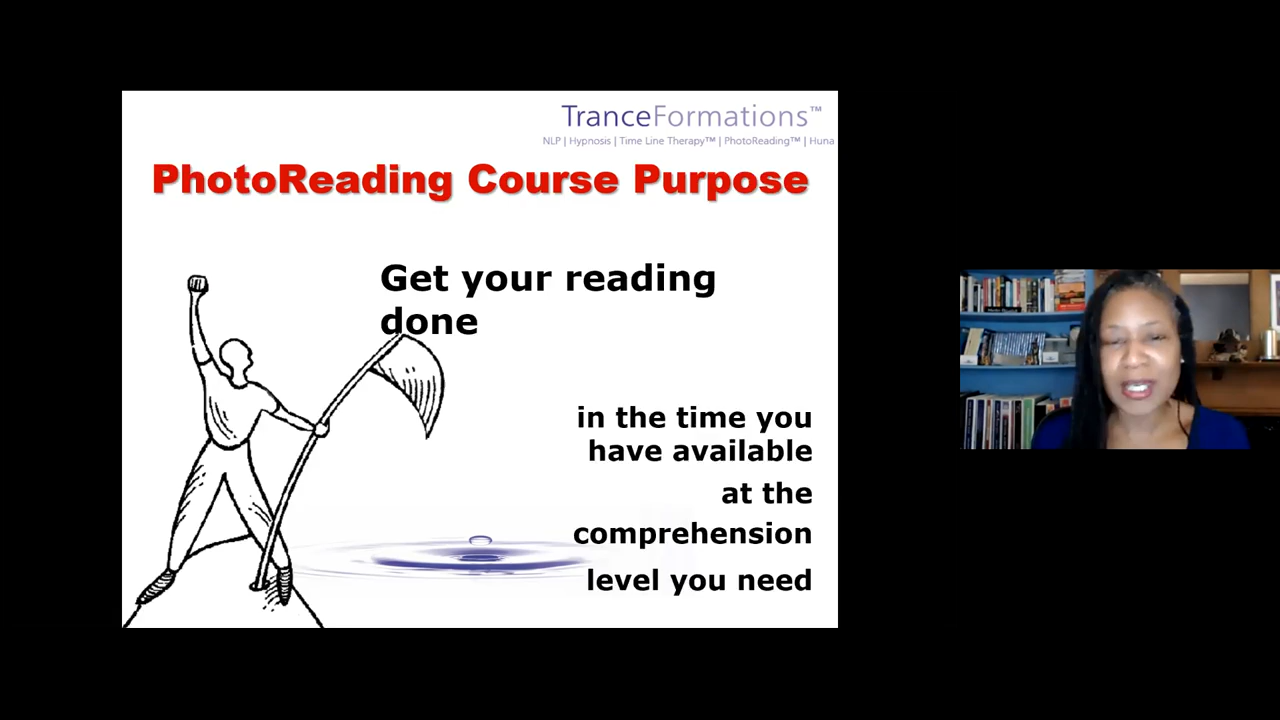 TranceFormations™
NLP | Hypnosis | Time Line Therapy™ | PhotoReading™ | Huna
PhotoReading Course Purpose
Get your reading
done
in the time you
have available
at the
comprehension
level you need